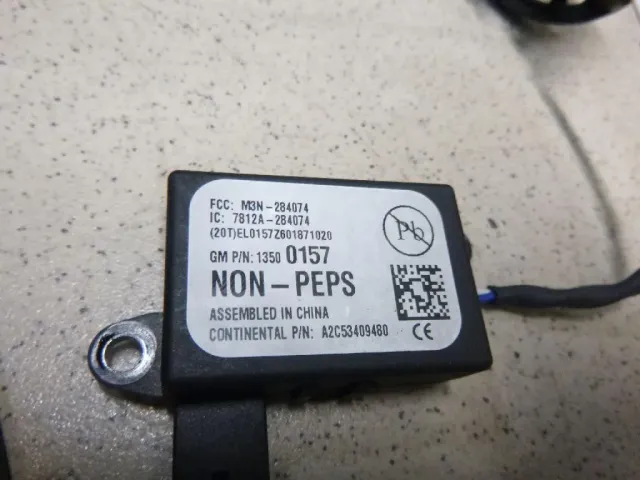 FCC: M3N-284074
IC: 7812A-284074
(20T)EL0157Z601871020
GM P/N: 1350 0157
NON-PEPS
ASSEMBLED IN CHINA
CONTINENTAL P/N: A2C53409480
Pb
CE